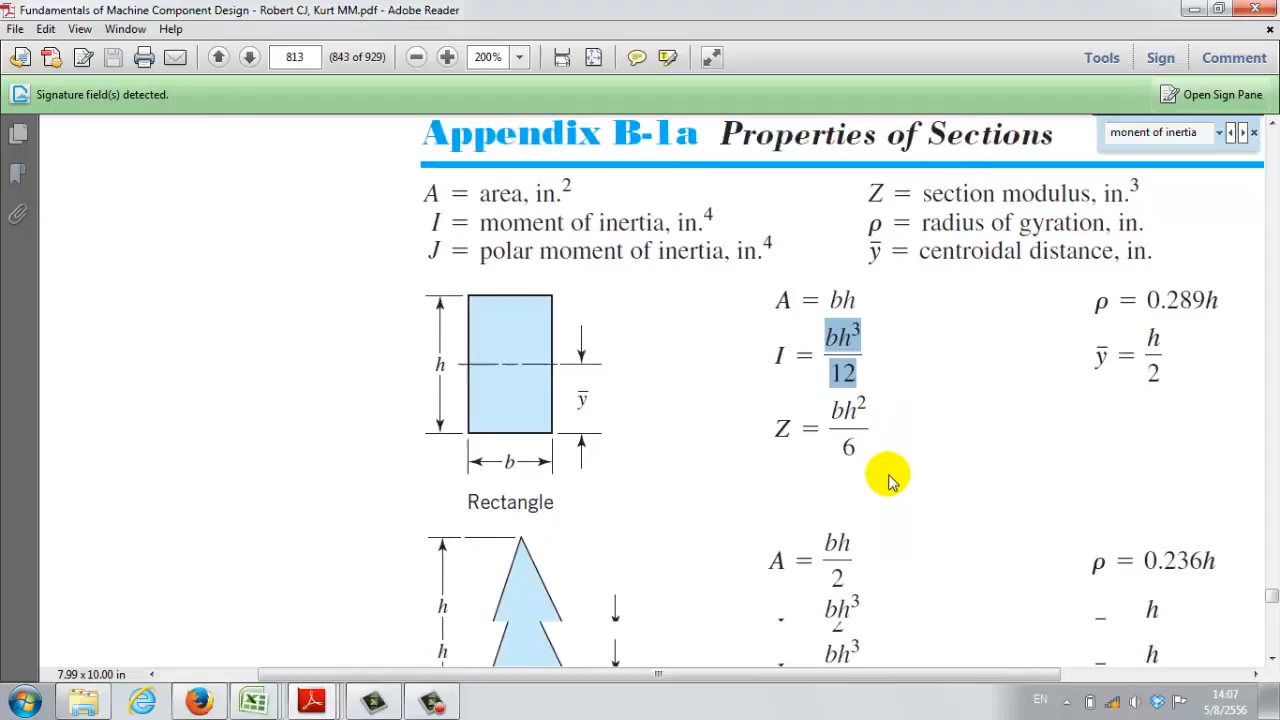 Fundamentals of Machine Component Design - Robert CJ, Kurt MM.pdf - Adobe Reader
File Edit View Window Help
813 (843 of 929) 200% Tools Sign Comment
Signature field(s) detected. Open Sign Pane
monent of inertia
Appendix B-1a Properties of Sections
A = area, in.² Z = section modulus, in.³
I = moment of inertia, in.⁴ ρ = radius of gyration, in.
J = polar moment of inertia, in.⁴ ȳ = centroidal distance, in.
A = bh ρ = 0.289h
h I = bh³/12 ȳ = h/2
ȳ
Z = bh²/6
b
Rectangle
A = bh/2 ρ = 0.236h
h bh³ h
2
h bh³ h
7.99 x 10.00 in
EN 14:07
5/8/2556